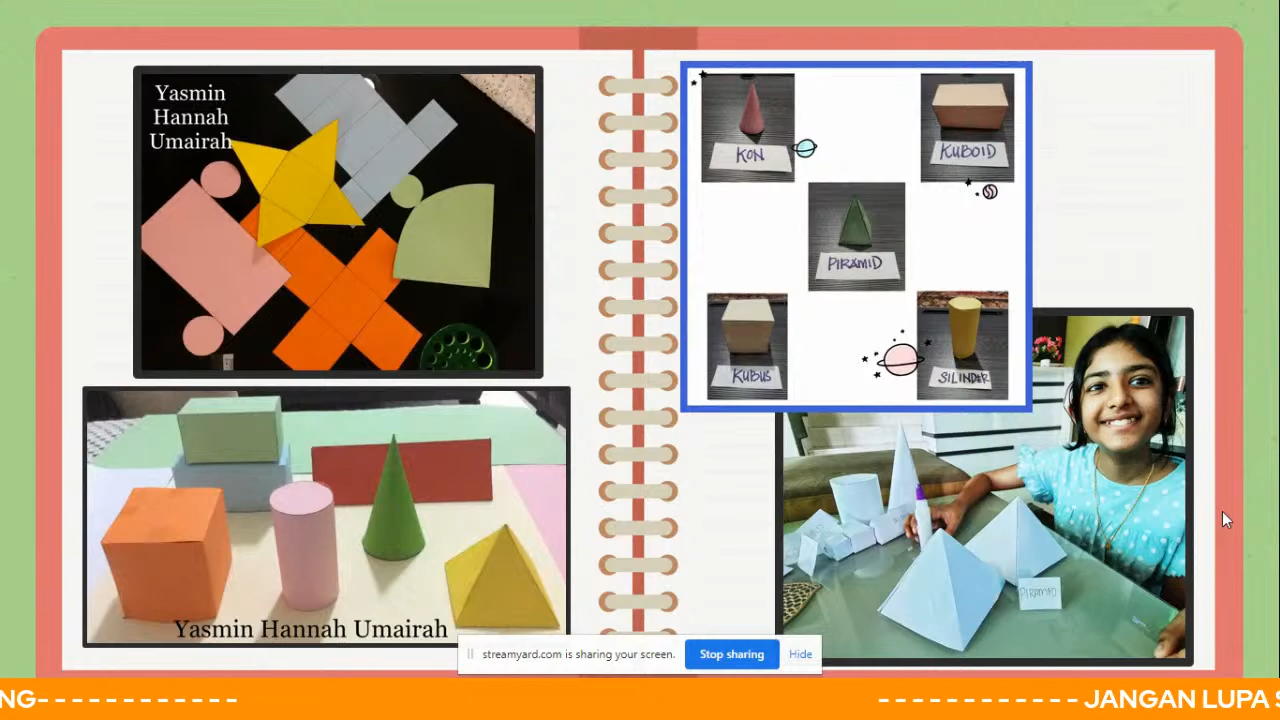 Yasmin
Hannah
Umairah
KON
KUBOID
PIRAMID
KUBUS
SILINDER
Yasmin Hannah Umairah
PIRAMID
streamyard.com is sharing your screen.
Stop sharing
Hide
NG------------
------------JANGAN LUPA S